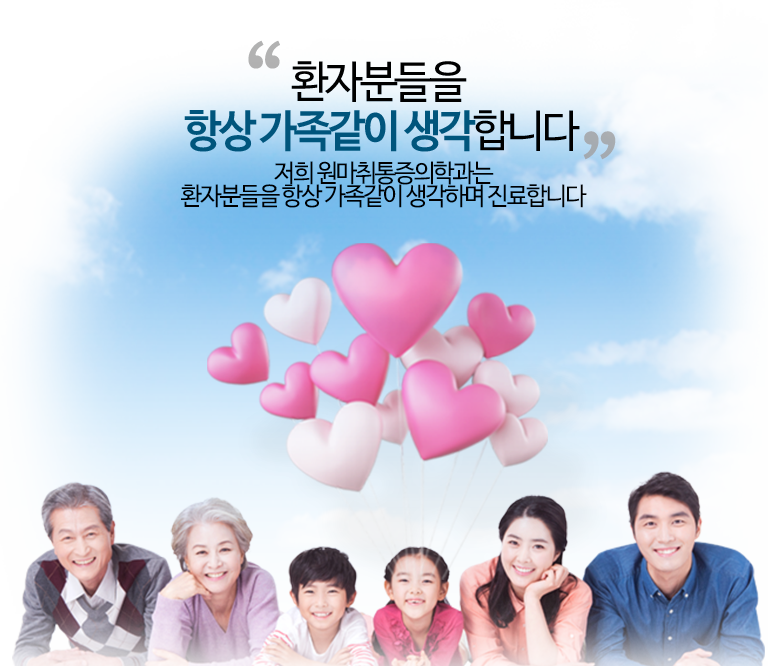 “ 환자분들을
항상 가족같이 생각합니다 ”
저희 원마취통증의학과는
환자분들을 항상 가족같이 생각하며 진료합니다